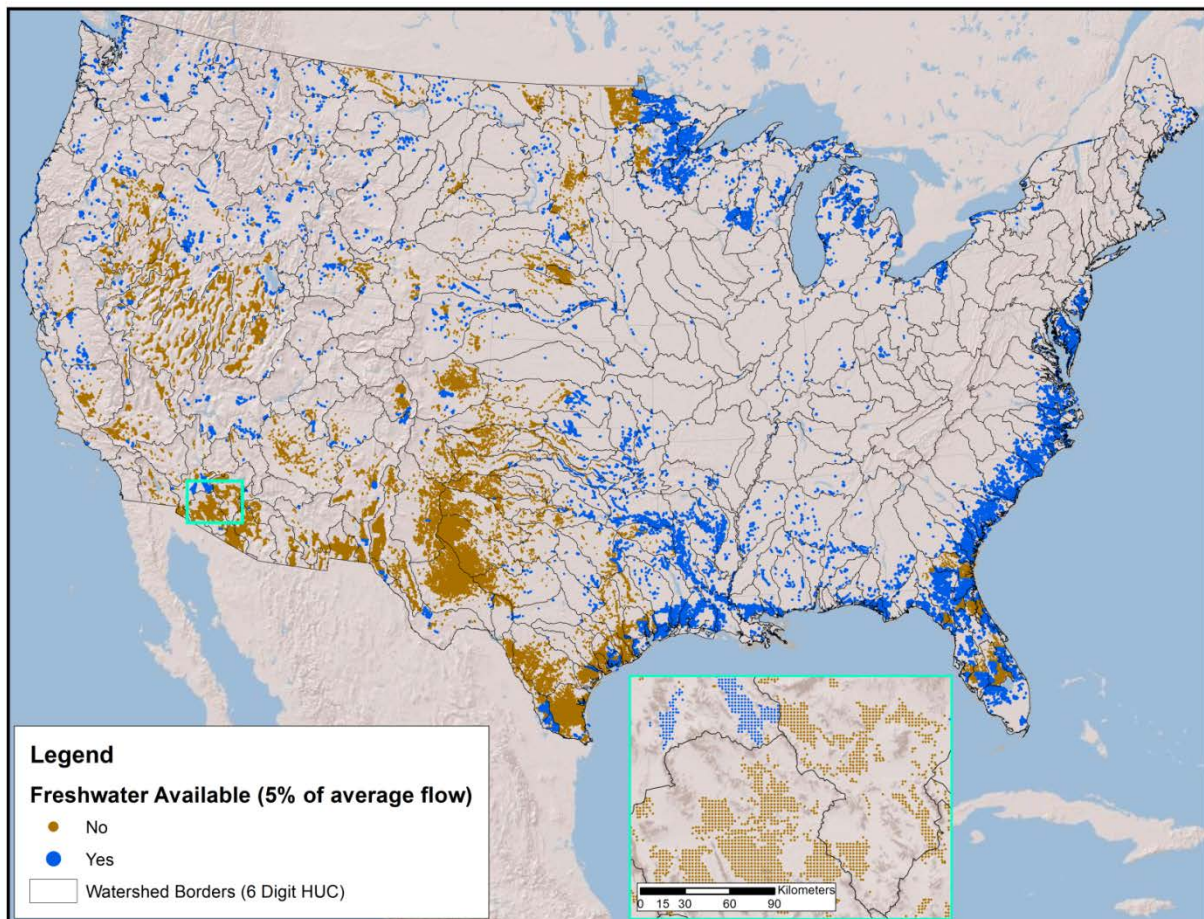 Legend
Freshwater Available (5% of average flow)
No
Yes
Watershed Borders (6 Digit HUC)
Kilometers
0 15 30 60 90